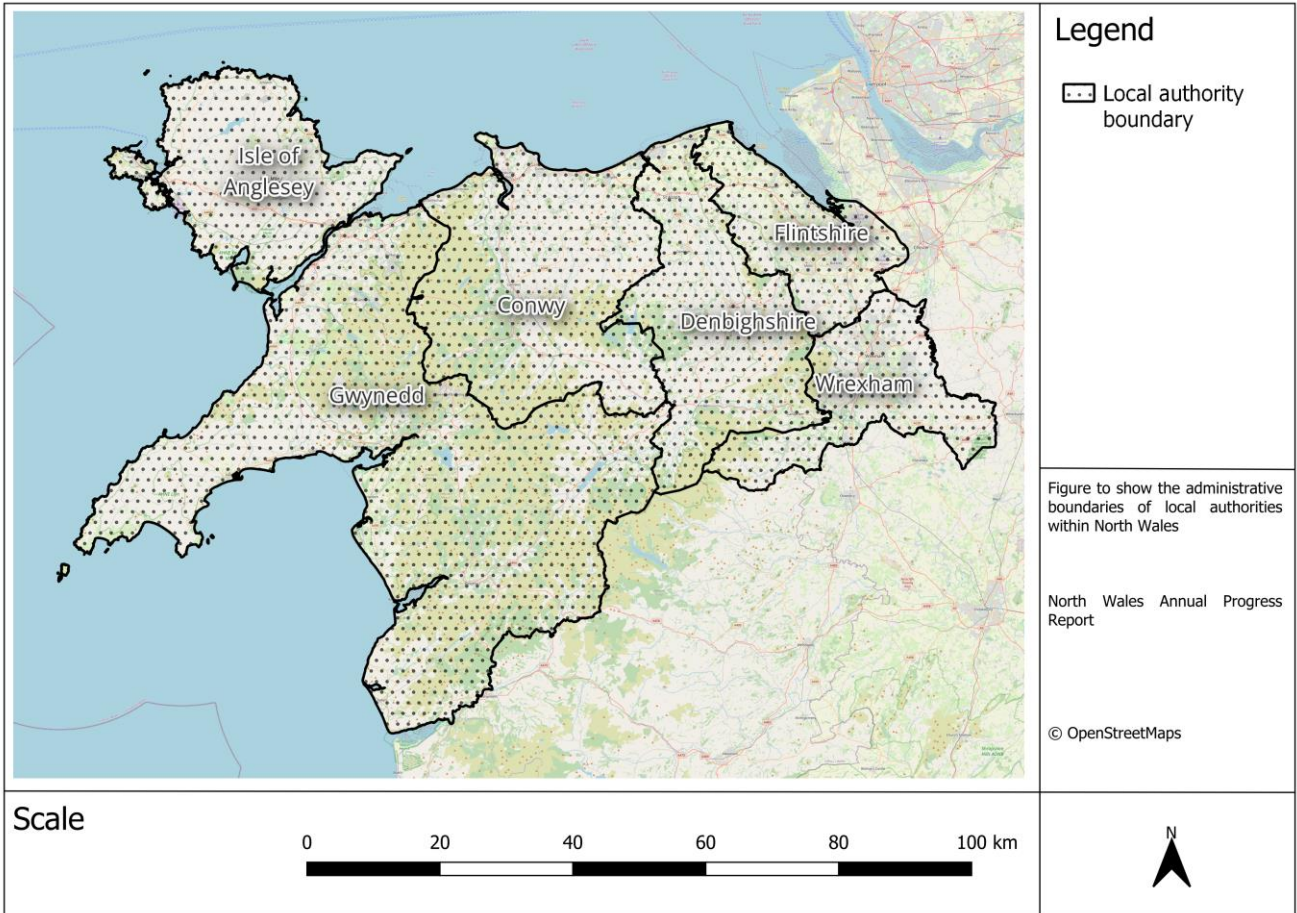 Legend
Local authority
boundary
Isle of
Anglesey
Flintshire
Conwy
Denbighshire
Wrexham
Gwynedd
Figure to show the administrative
boundaries of local authorities
within North Wales
North Wales Annual Progress
Report
© OpenStreetMaps
Scale
0 20 40 60 80 100 km
N